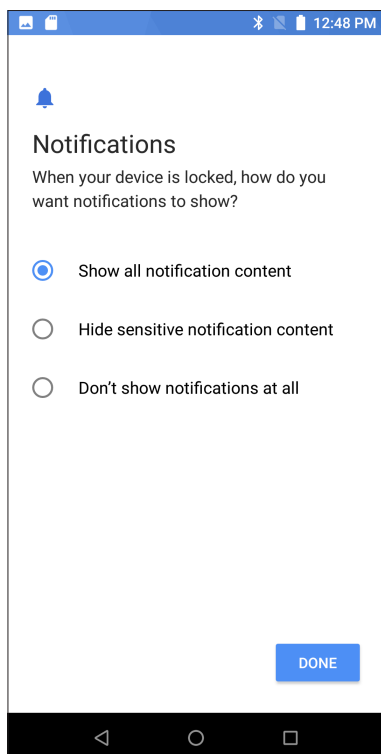 12:48 PM
Notifications
When your device is locked, how do you
want notifications to show?
Show all notification content
Hide sensitive notification content
Don’t show notifications at all
DONE